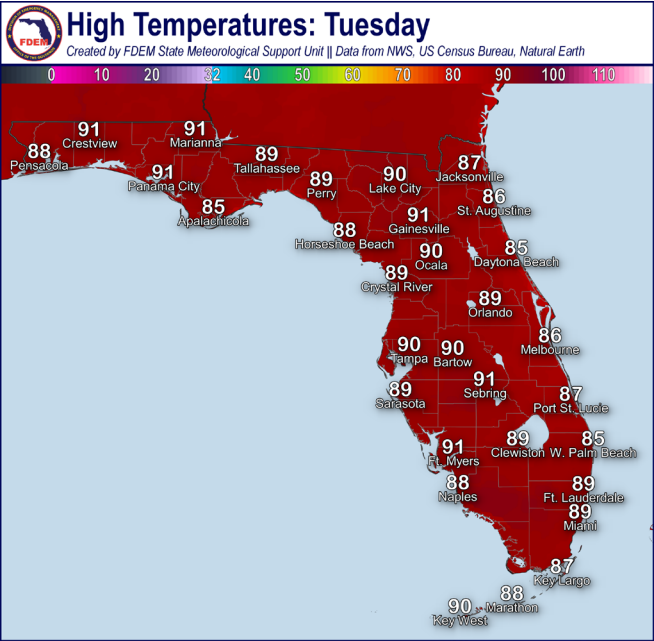 High Temperatures: Tuesday
Created by FDEM State Meteorological Support Unit || Data from NWS, US Census Bureau, Natural Earth
FDEM
0 10 20 32 40 50 60 70 80 90 100 110
91
Crestview
91
Marianna
88
Pensacola
89
Tallahassee
91
Panama City
89
Perry
90
Lake City
87
Jacksonville
85
Apalachicola
86
St. Augustine
91
Gainesville
88
Horseshoe Beach
90
Ocala
85
Daytona Beach
89
Crystal River
89
Orlando
86
Melbourne
90
Tampa
90
Bartow
91
Sebring
89
Sarasota
87
Port St. Lucie
91
Ft. Myers
89
Clewiston
85
W. Palm Beach
88
Naples
89
Ft. Lauderdale
89
Miami
87
Key Largo
88
Marathon
90
Key West